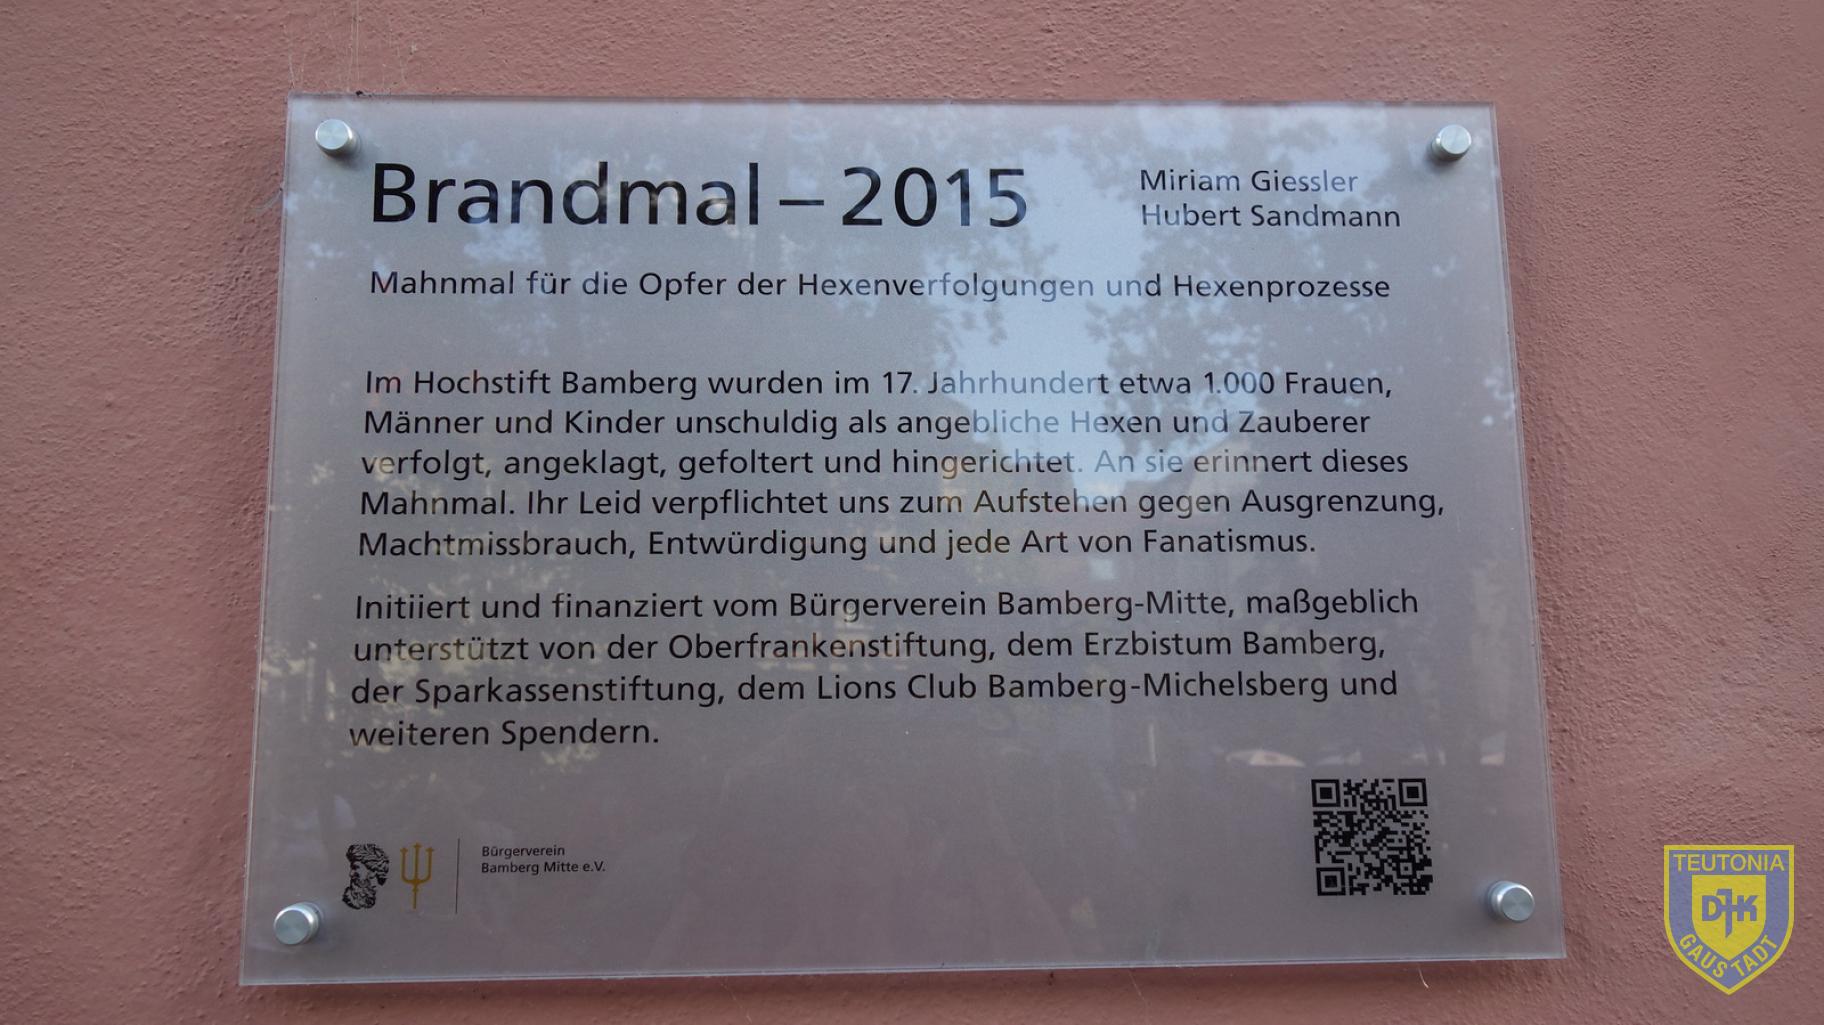 Brandmal – 2015
Miriam Giessler
Hubert Sandmann
Mahnmal für die Opfer der Hexenverfolgungen und Hexenprozesse
Im Hochstift Bamberg wurden im 17. Jahrhundert etwa 1.000 Frauen,
Männer und Kinder unschuldig als angebliche Hexen und Zauberer
verfolgt, angeklagt, gefoltert und hingerichtet. An sie erinnert dieses
Mahnmal. Ihr Leid verpflichtet uns zum Aufstehen gegen Ausgrenzung,
Machtmissbrauch, Entwürdigung und jede Art von Fanatismus.
Initiiert und finanziert vom Bürgerverein Bamberg-Mitte, maßgeblich
unterstützt von der Oberfrankenstiftung, dem Erzbistum Bamberg,
der Sparkassenstiftung, dem Lions Club Bamberg-Michelsberg und
weiteren Spendern.
Bürgerverein
Bamberg Mitte e.V.
TEUTONIA
DJK
GAUSTADT